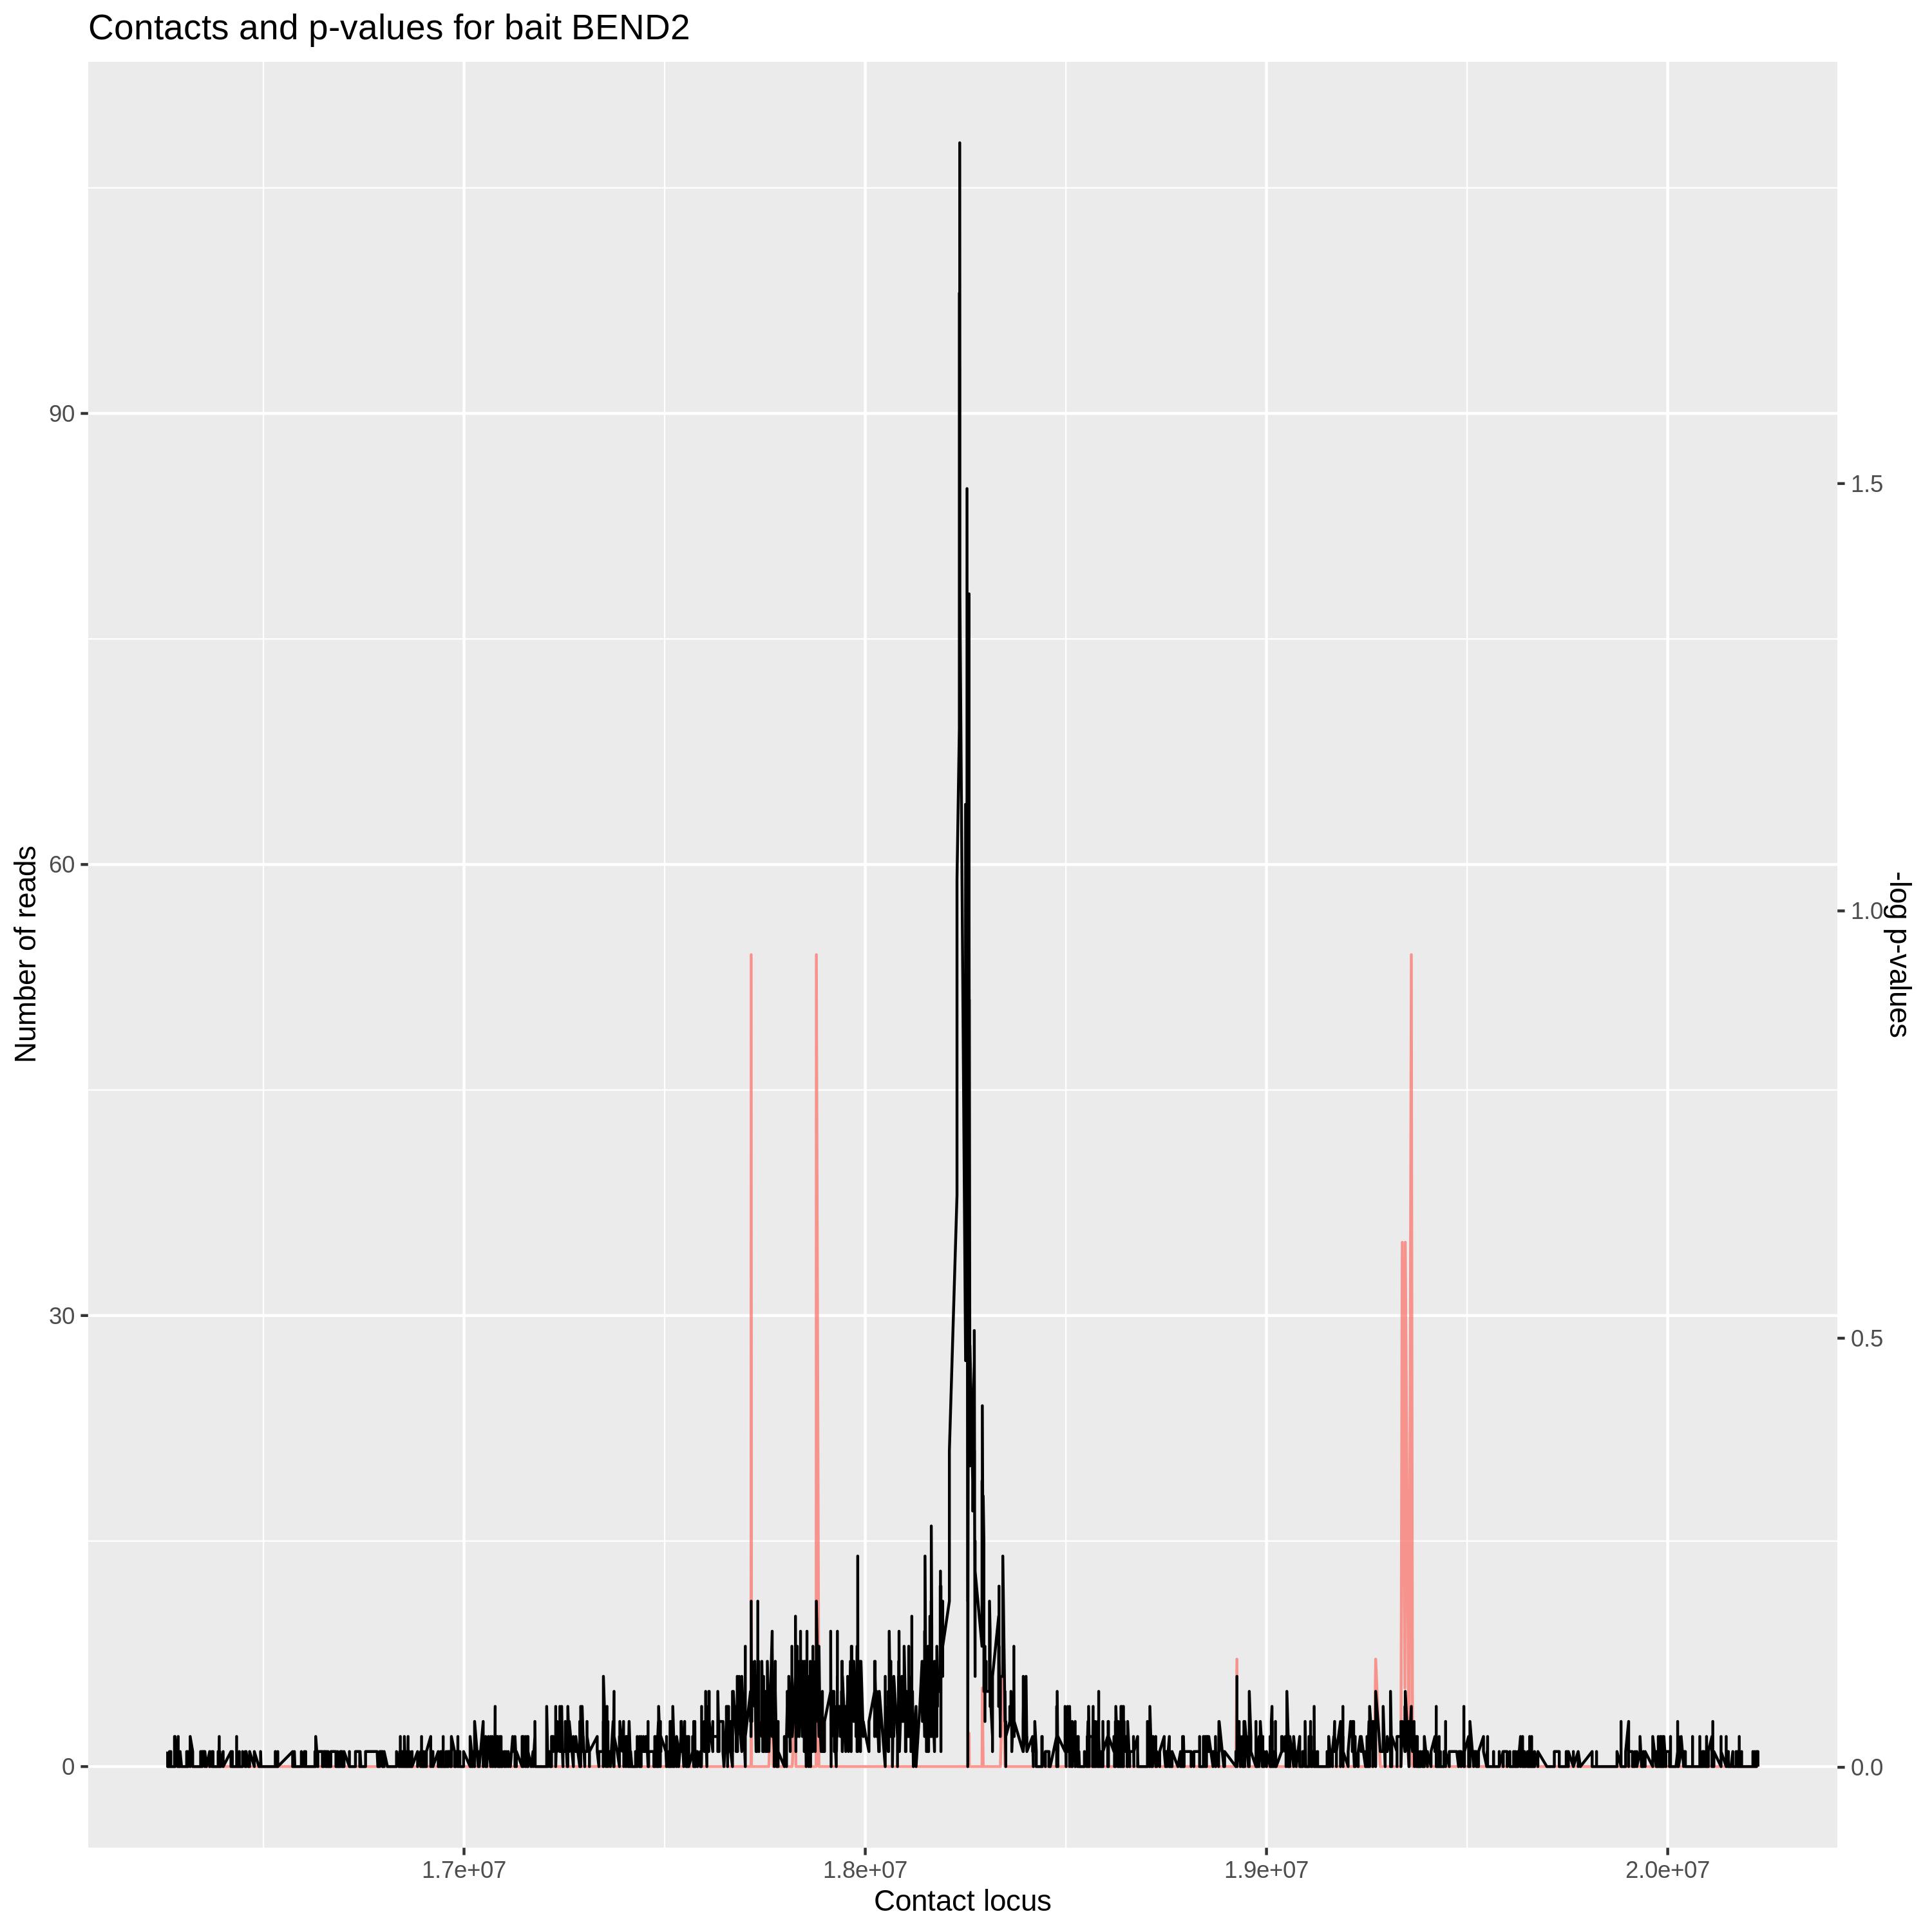 Contacts and p-values for bait BEND2
90
60
30
0
Number of reads
1.5
1.0
0.5
0.0
-log p-values
1.7e+07
1.8e+07
1.9e+07
2.0e+07
Contact locus